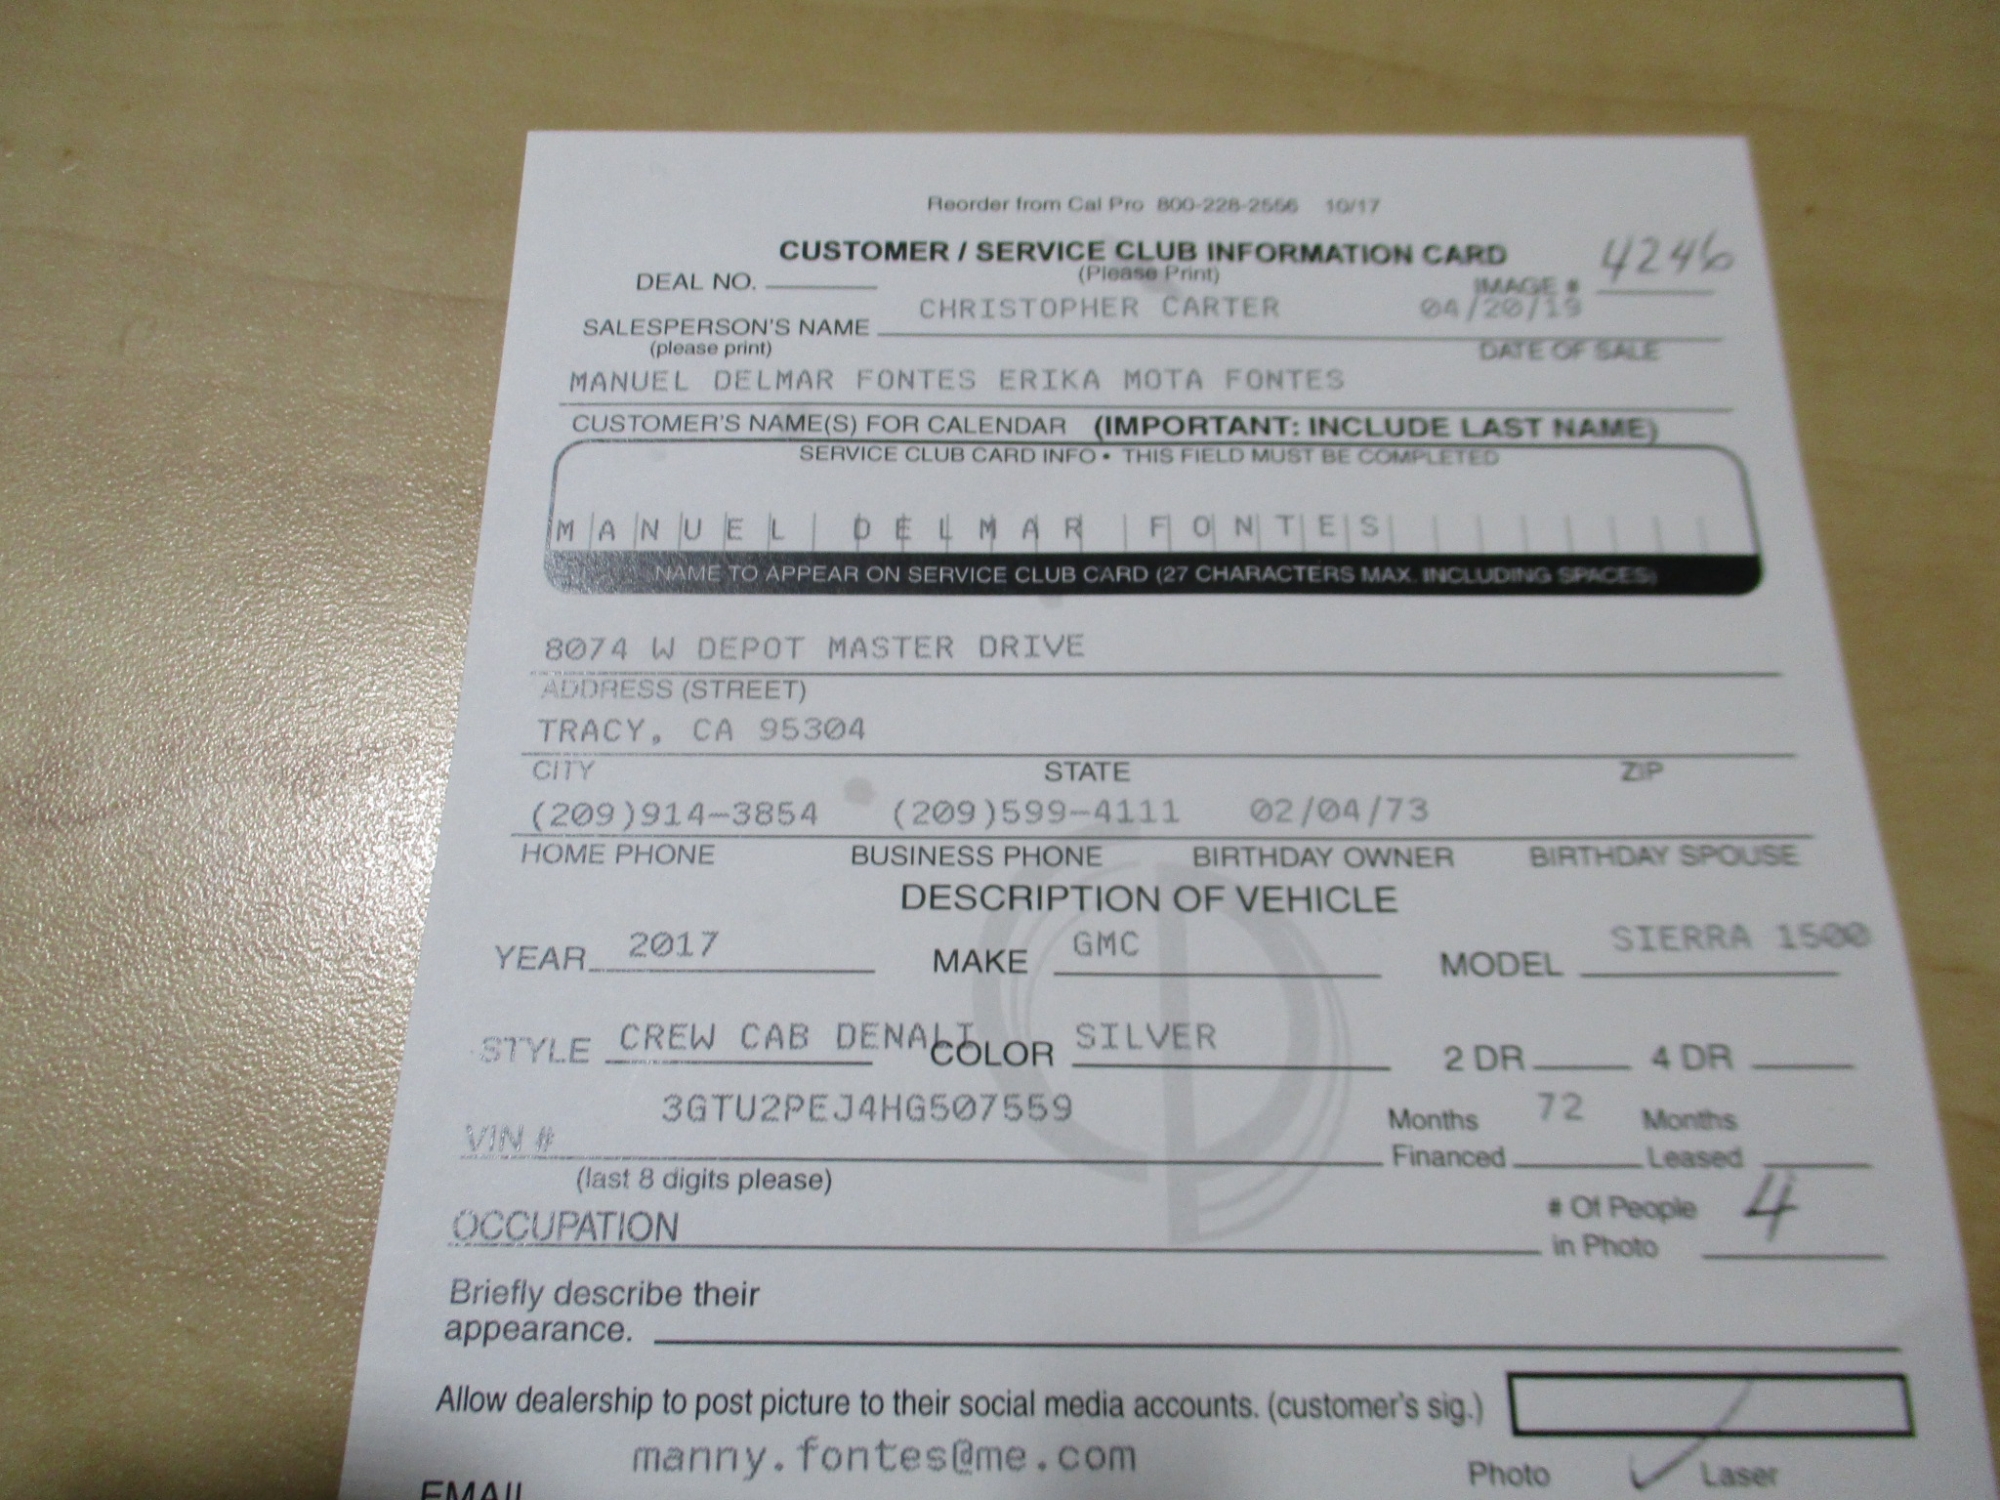 Reorder from Cal Pro 800-228-2556 10/17
CUSTOMER / SERVICE CLUB INFORMATION CARD
(Please Print)
4246
DEAL NO.
IMAGE #
CHRISTOPHER CARTER 04/20/19
SALESPERSON'S NAME
(please print)
DATE OF SALE
MANUEL DELMAR FONTES ERIKA MOTA FONTES
CUSTOMER'S NAME(S) FOR CALENDAR (IMPORTANT: INCLUDE LAST NAME)
SERVICE CLUB CARD INFO • THIS FIELD MUST BE COMPLETED
MANUEL DELMAR FONTES
NAME TO APPEAR ON SERVICE CLUB CARD (27 CHARACTERS MAX. INCLUDING SPACES)
8074 W DEPOT MASTER DRIVE
ADDRESS (STREET)
TRACY, CA 95304
CITY STATE ZIP
(209)914-3854 (209)599-4111 02/04/73
HOME PHONE BUSINESS PHONE BIRTHDAY OWNER BIRTHDAY SPOUSE
DESCRIPTION OF VEHICLE
YEAR 2017 MAKE GMC MODEL SIERRA 1500
STYLE CREW CAB DENALI COLOR SILVER 2 DR 4 DR
3GTU2PEJ4HG507559
VIN #
(last 8 digits please)
Months Financed 72 Months Leased
OCCUPATION
# Of People in Photo 4
Briefly describe their
appearance.
Allow dealership to post picture to their social media accounts. (customer's sig.)
manny.fontes@me.com
EMAIL
Photo Laser